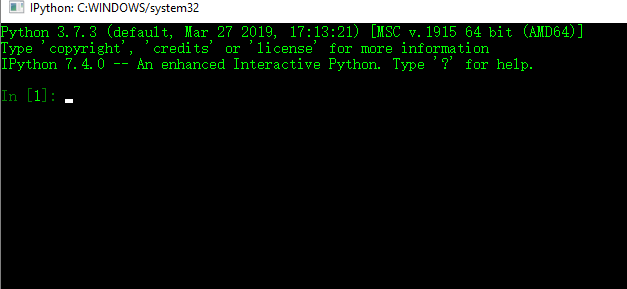 IPython: C:WINDOWS/system32
Python 3.7.3 (default, Mar 27 2019, 17:13:21) [MSC v.1915 64 bit (AMD64)]
Type 'copyright', 'credits' or 'license' for more information
IPython 7.4.0 -- An enhanced Interactive Python. Type '?' for help.
In [1]: